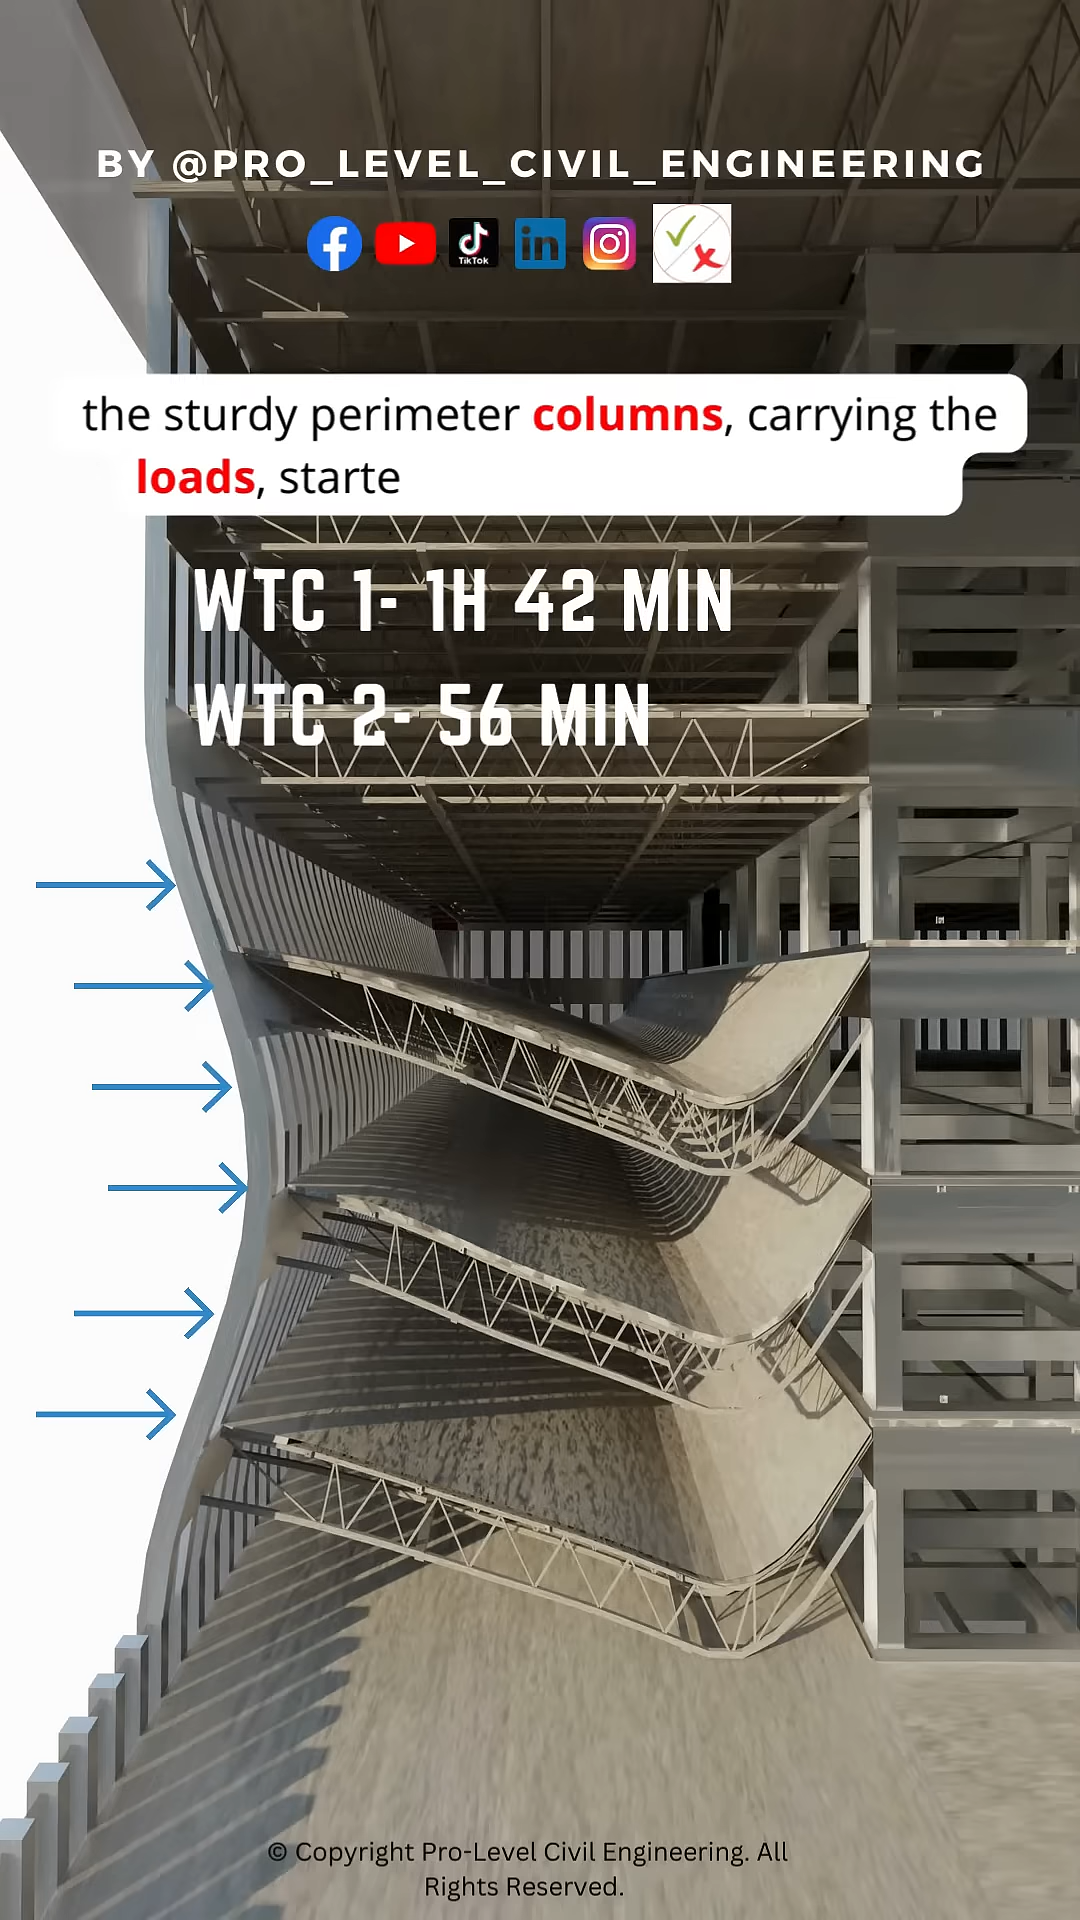 BY @PRO_LEVEL_CIVIL_ENGINEERING
TikTok
in
the sturdy perimeter columns, carrying the
loads, starte
WTC 1- 1H 42 MIN
WTC 2- 56 MIN
© Copyright Pro-Level Civil Engineering. All
Rights Reserved.